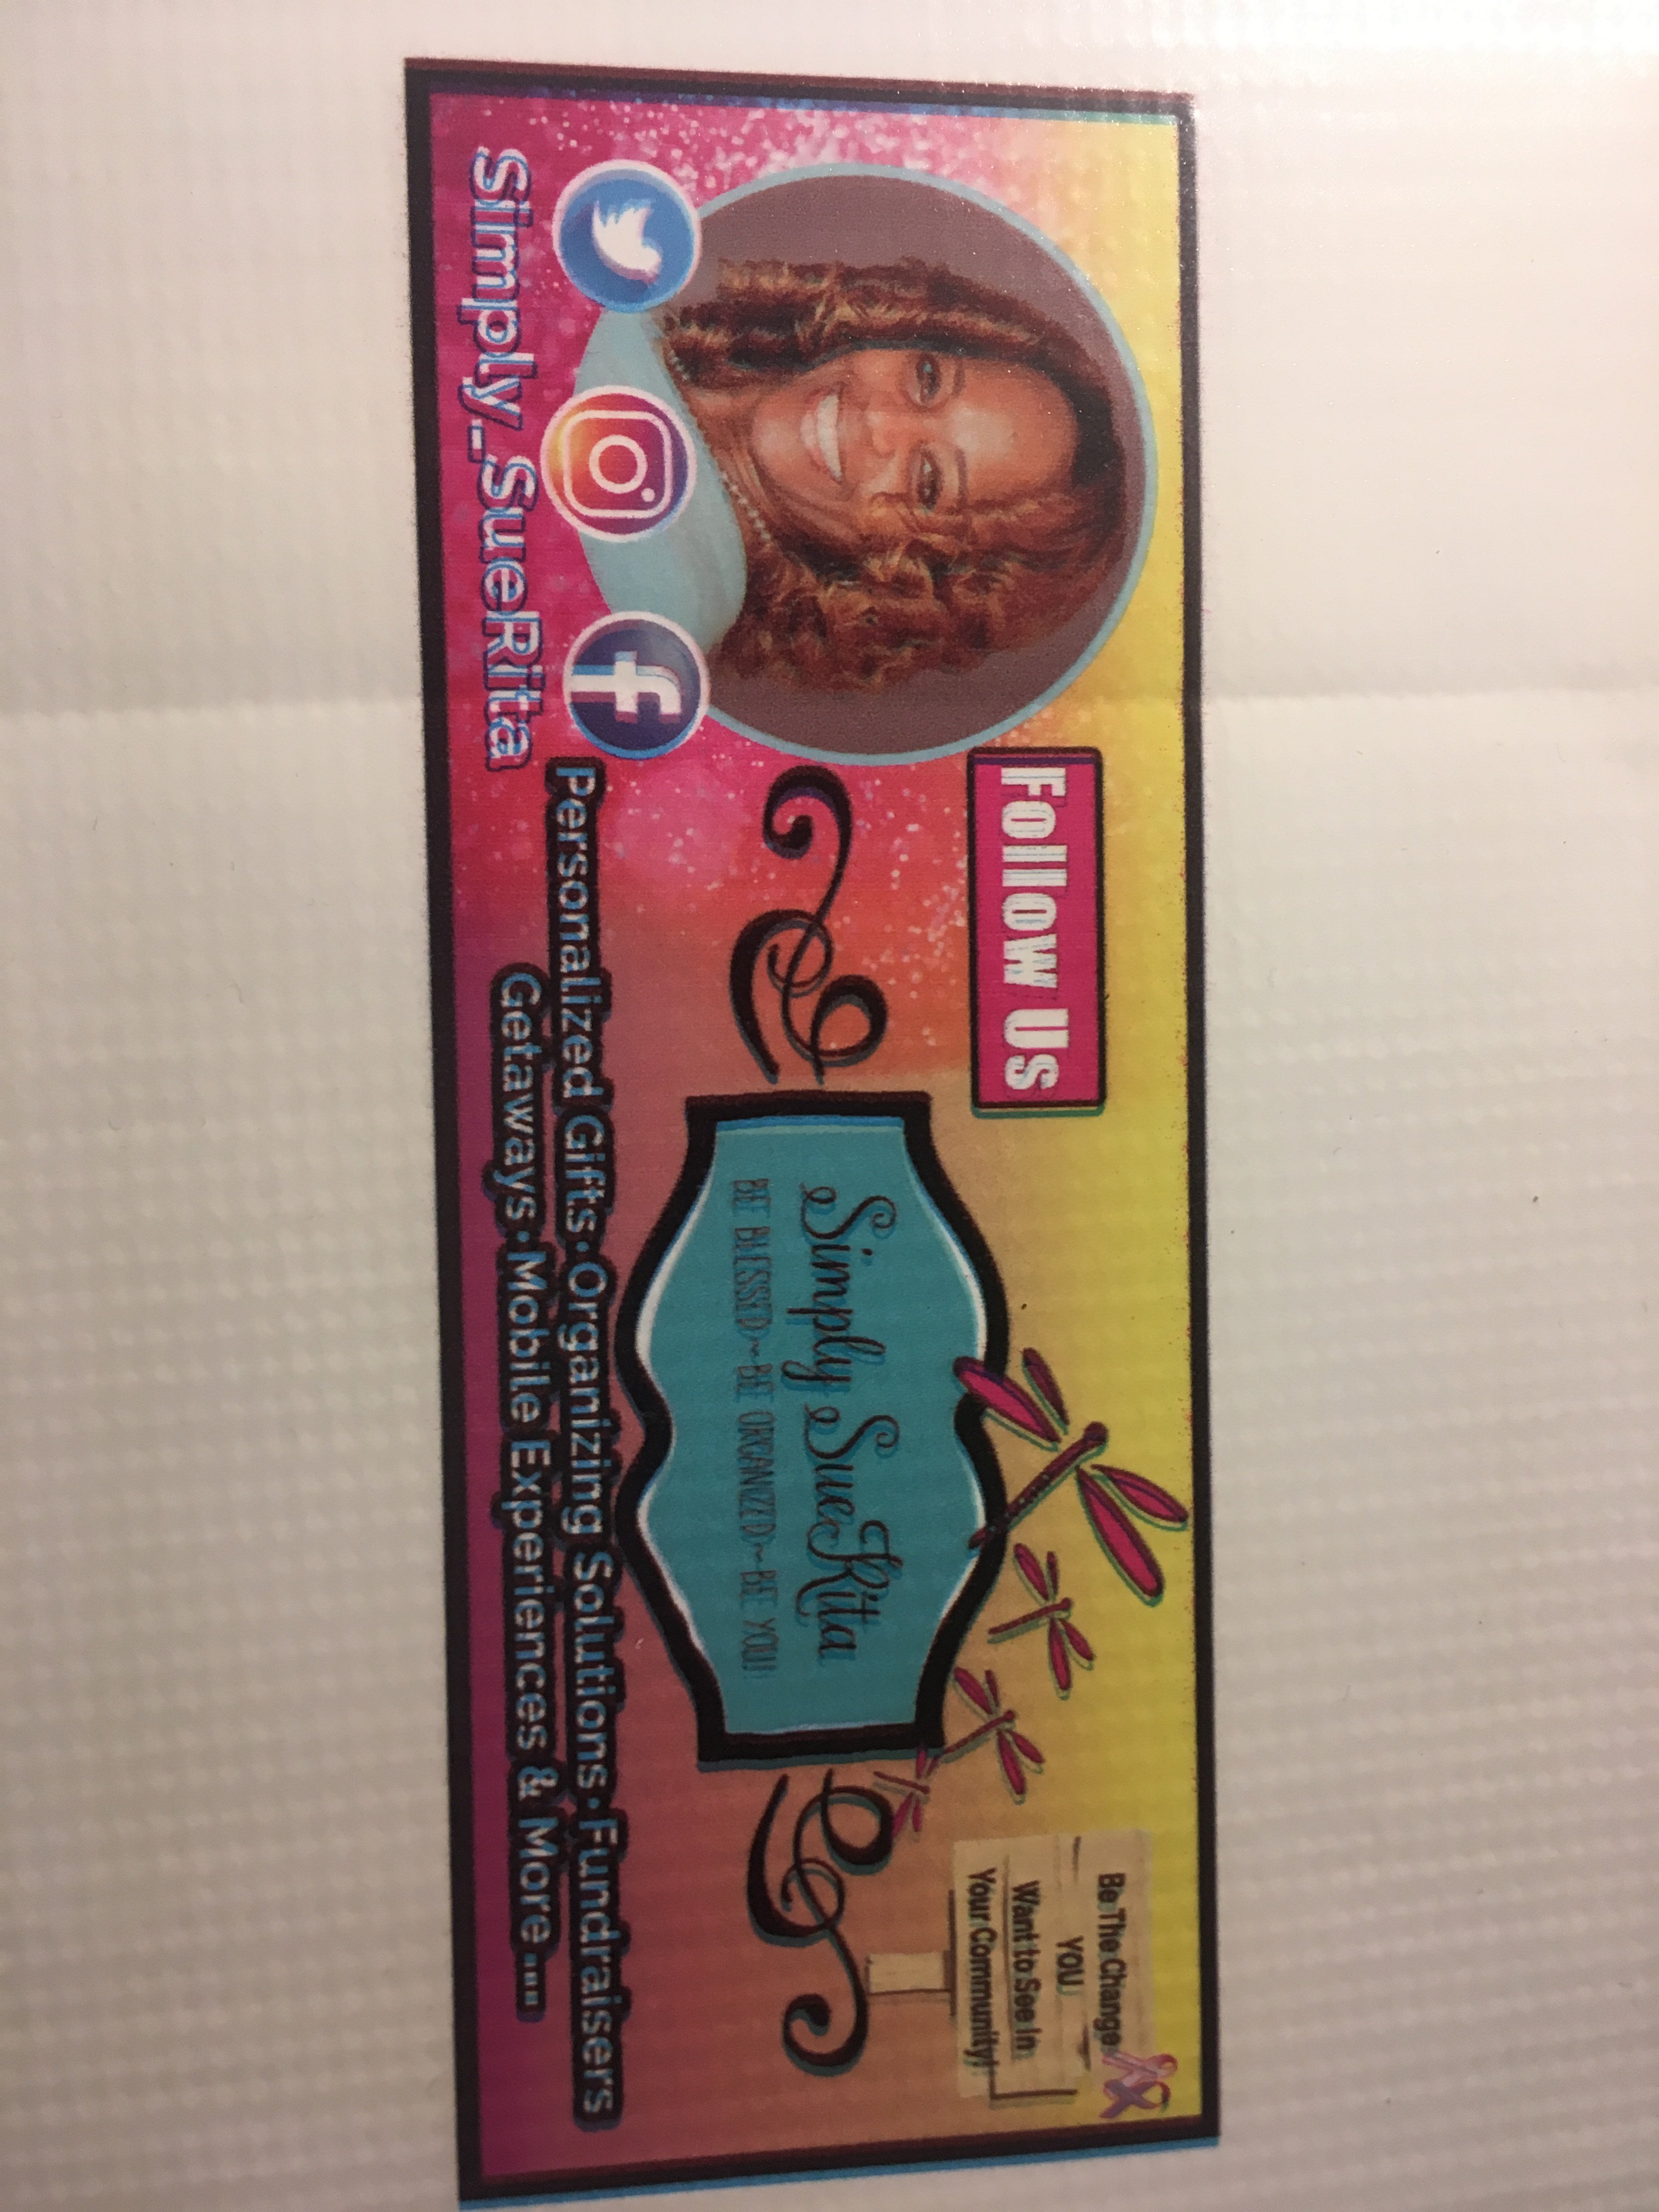 Follow Us
Be The Change
YOU
Want to See In
Your Community!
Simply SueRita
BE BLESSED~BE ORGANIZED~BE YOU!
Simply_SueRita
Personalized Gifts•Organizing Solutions•Fundraisers
Getaways•Mobile Experiences & More...